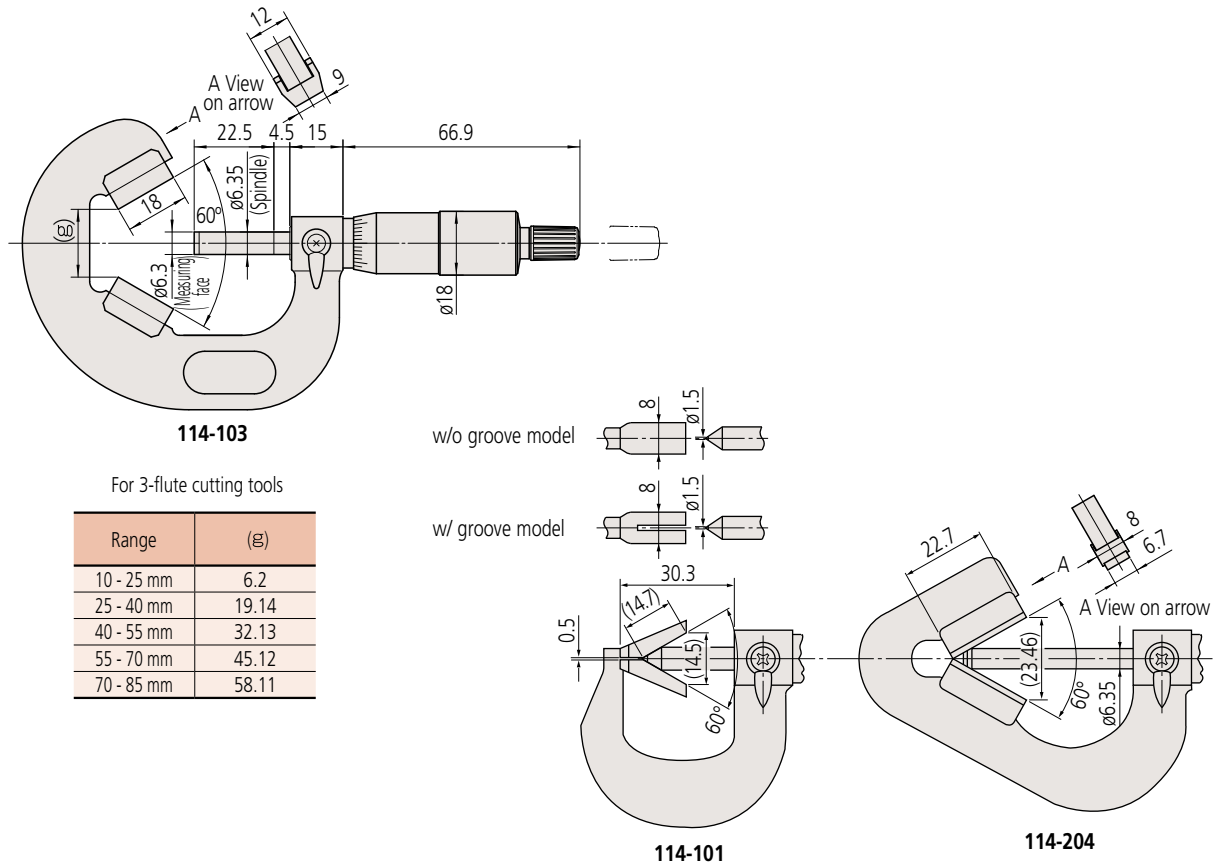 12
9
A View
on arrow
A
22.5
4.5
15
66.9
18
60°
ø6.35
(Spindle)
(g)
ø6.3
(Measuring face)
ø18
114-103
For 3-flute cutting tools
Range (g)
10 - 25 mm 6.2
25 - 40 mm 19.14
40 - 55 mm 32.13
55 - 70 mm 45.12
70 - 85 mm 58.11
w/o groove model
8
ø1.5
w/ groove model
8
ø1.5
30.3
(14.7)
0.5
(14.5)
60°
114-101
22.7
A
8
6.7
A View on arrow
(23.46)
60°
ø6.35
114-204